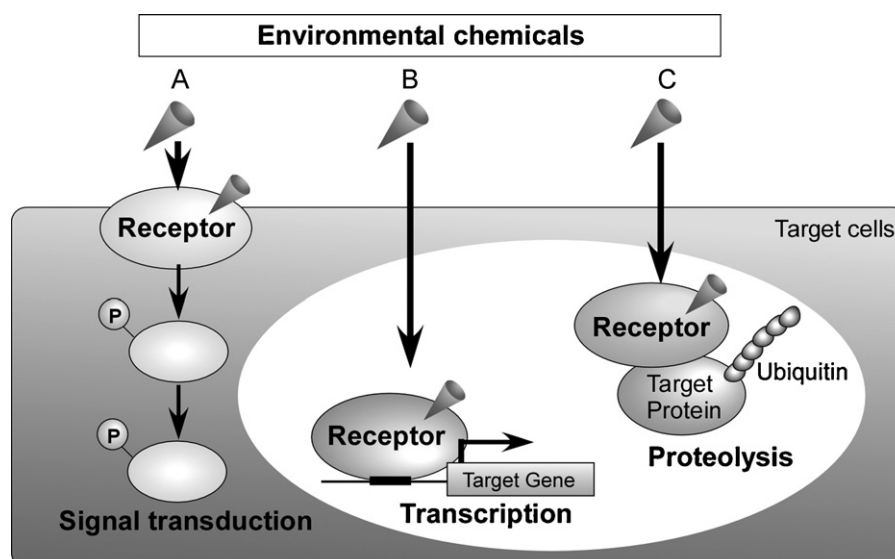 Environmental chemicals
A
B
C
Target cells
Receptor
P
P
Signal transduction
Receptor
Target Gene
Transcription
Receptor
Target
Protein
Ubiquitin
Proteolysis